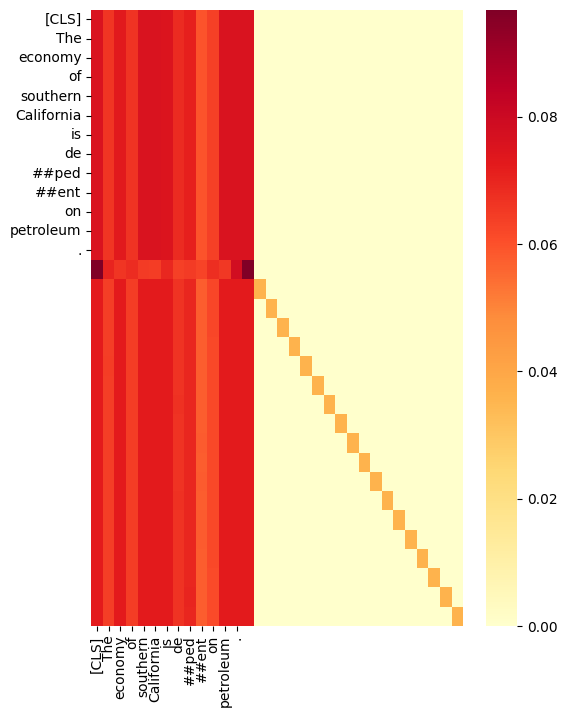 [CLS]
The
economy
of
southern
California
is
de
##ped
##ent
on
petroleum
.
0.08
0.06
0.04
0.02
0.00
[CLS]
The
economy
of
southern
California
is
de
##ped
##ent
on
petroleum
.